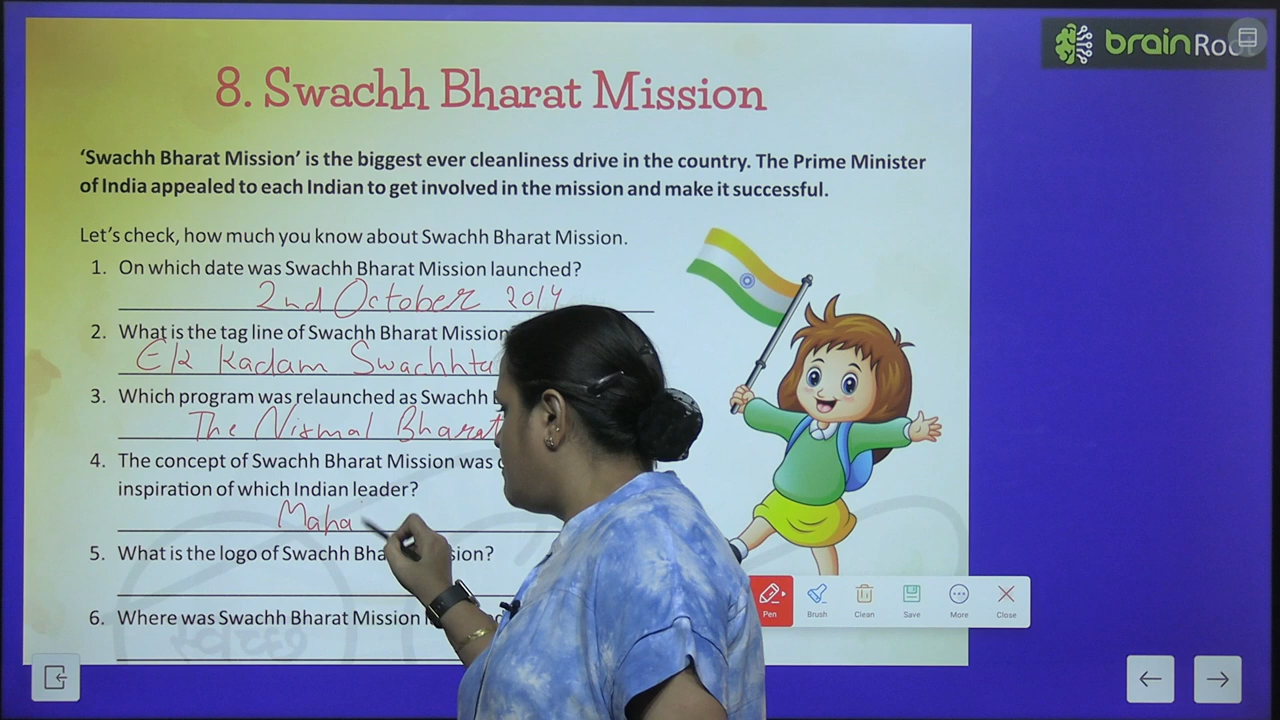 brainRoo
8. Swachh Bharat Mission
'Swachh Bharat Mission' is the biggest ever cleanliness drive in the country. The Prime Minister
of India appealed to each Indian to get involved in the mission and make it successful.
Let's check, how much you know about Swachh Bharat Mission.
1. On which date was Swachh Bharat Mission launched?
2nd October 2014
2. What is the tag line of Swachh Bharat Mission
Ek Kadam Swachhta
3. Which program was relaunched as Swachh
The Nirmal Bharat
4. The concept of Swachh Bharat Mission was
inspiration of which Indian leader?
Maha
5. What is the logo of Swachh Bha sion?
6. Where was Swachh Bharat Mission
स्वच्छ
Pen Brush Clean Save More Close